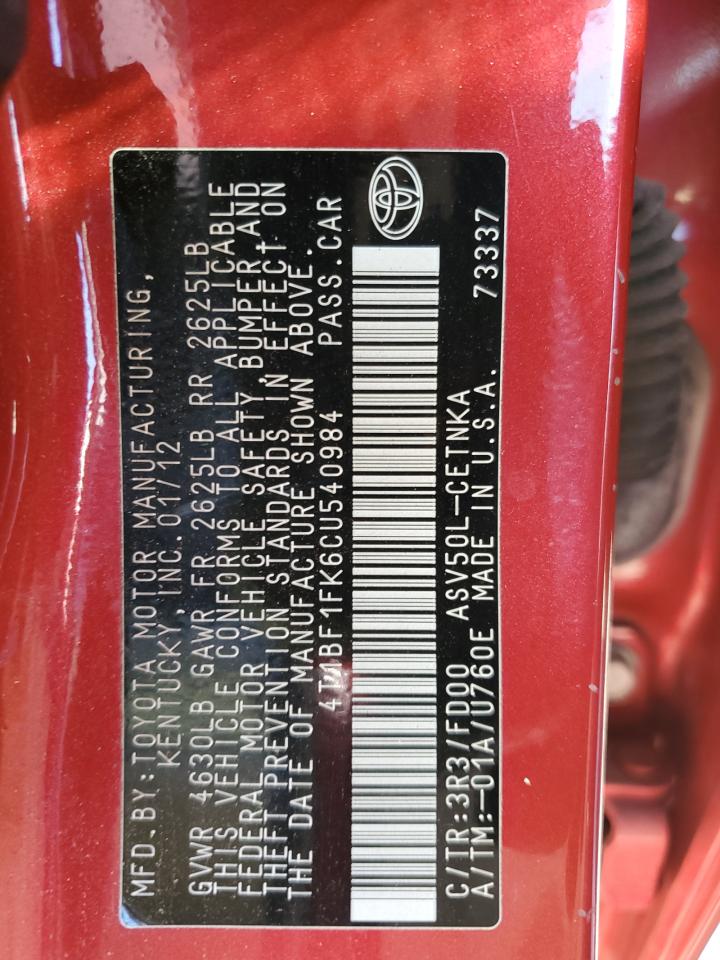 MFD.BY:TOYOTA MOTOR MANUFACTURING,
KENTUCKY,INC.01/12
GVWR 4630LB GAWR FR 2625LB RR 2625LB
THIS VEHICLE CONFORMS TO ALL APPLICABLE
FEDERAL MOTOR VEHICLE SAFETY, BUMPER,AND
THEFT PREVENTION STANDARDS IN EFFECT ON
THE DATE OF MANUFACTURE SHOWN ABOVE.
4T1BF1FK6CU540984 PASS.CAR
C/TR:3R3/FD00 ASV50L-CETNKA 73337
A/TM:-01A/U760E MADE IN U.S.A.